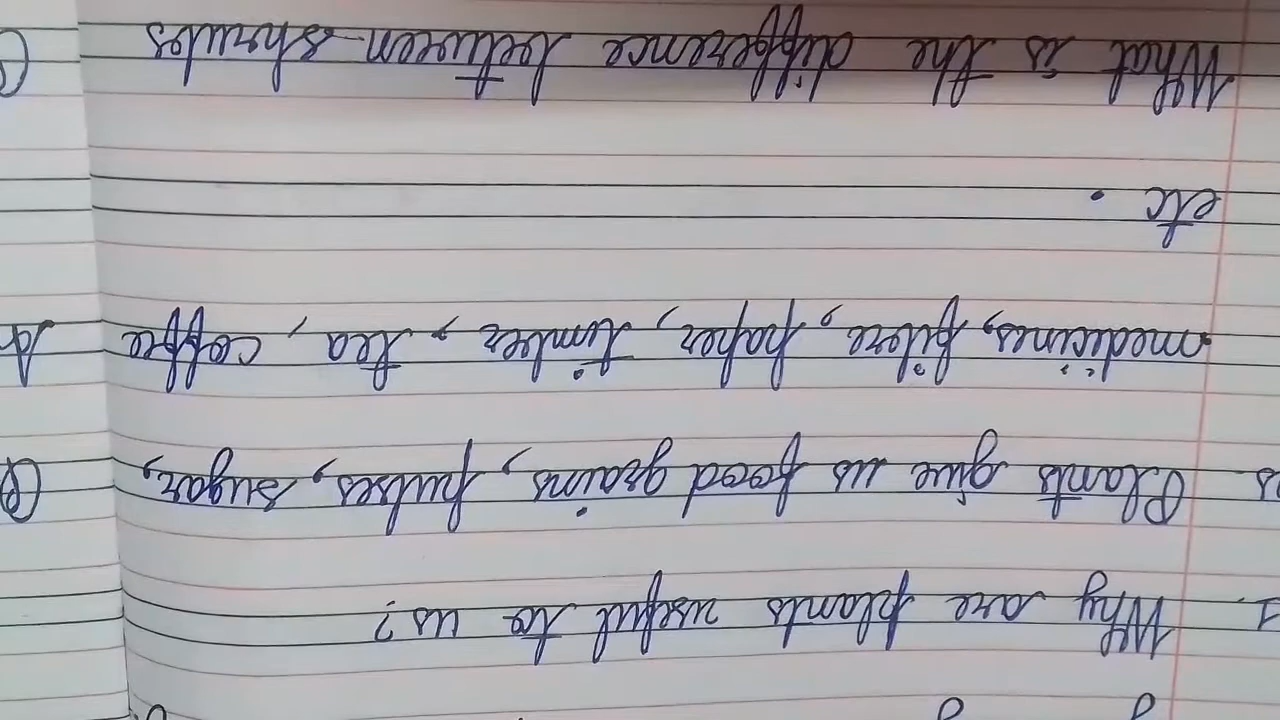 1. Why are plants useful to us?
Plants give us food grains, pulses, sugar,
medicines, fibre, paper, timber, tea, coffee
etc.
What is the difference between shrubs